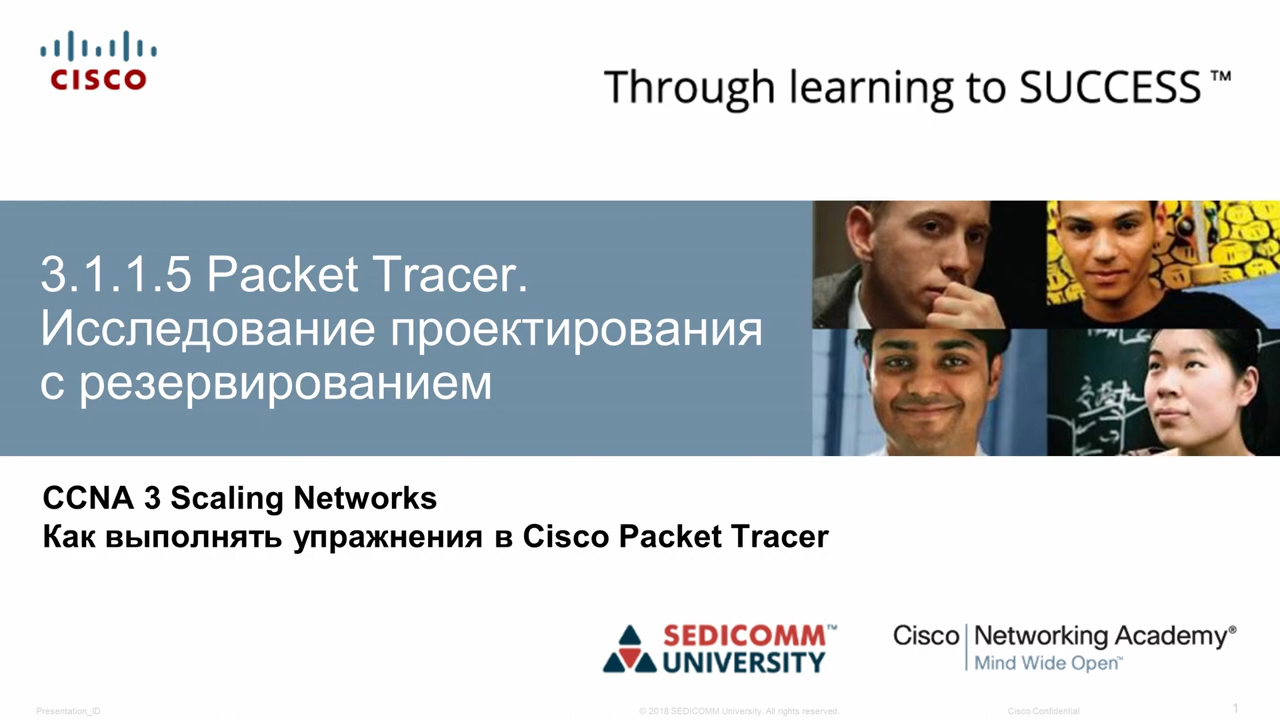 CISCO
Through learning to SUCCESS™
3.1.1.5 Packet Tracer.
Исследование проектирования
с резервированием
CCNA 3 Scaling Networks
Как выполнять упражнения в Cisco Packet Tracer
SEDICOMM™
UNIVERSITY
Cisco Networking Academy®
Mind Wide Open™
Presentation_ID
© 2018 SEDICOMM University. All rights reserved.
Cisco Confidential
1